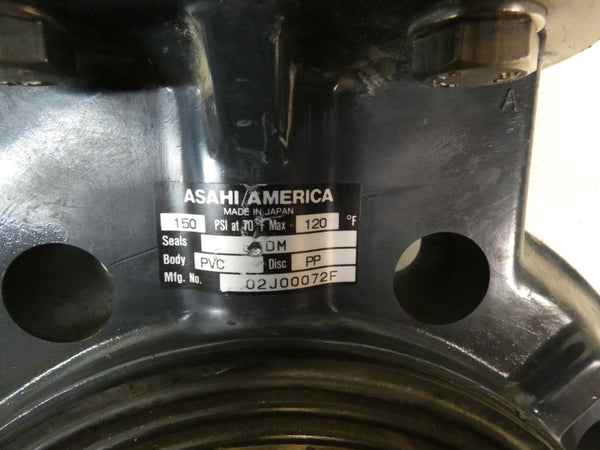 ASAHI/AMERICA
MADE IN JAPAN
150 PSI at 70°F Max · 120 °F
Seals DM
Body PVC Disc PP
Mfg. No. 02J00072F
A